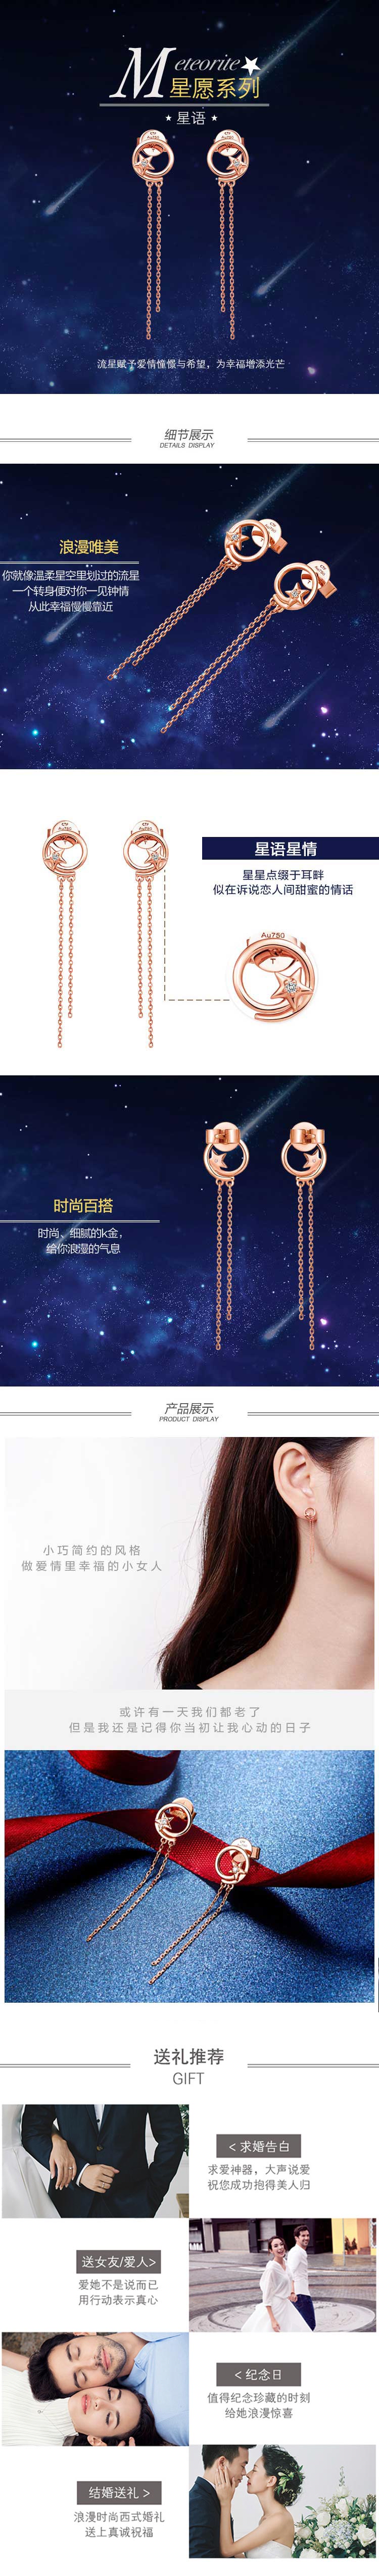 Meteorite
星愿系列
星语
流星赋予爱情憧憬与希望，为幸福增添光芒
细节展示
DETAILS DISPLAY
浪漫唯美
你就像温柔星空里划过的流星
一个转身便对你一见钟情
从此幸福慢慢靠近
Au750
Au750
星语星情
星星点缀于耳畔
似在诉说恋人间甜蜜的情话
Au750
T
时尚百搭
时尚、细腻的k金，
给你浪漫的气息
产品展示
PRODUCT DISPLAY
小巧简约的风格
做爱情里幸福的小女人
或许有一天我们都老了
但是我还是记得你当初让我心动的日子
送礼推荐
GIFT
<求婚告白
求爱神器，大声说爱
祝您成功抱得美人归
送女友/爱人>
爱她不是说而已
用行动表示真心
<纪念日
值得纪念珍藏的时刻
给她浪漫惊喜
结婚送礼 >
浪漫时尚西式婚礼
送上真诚祝福